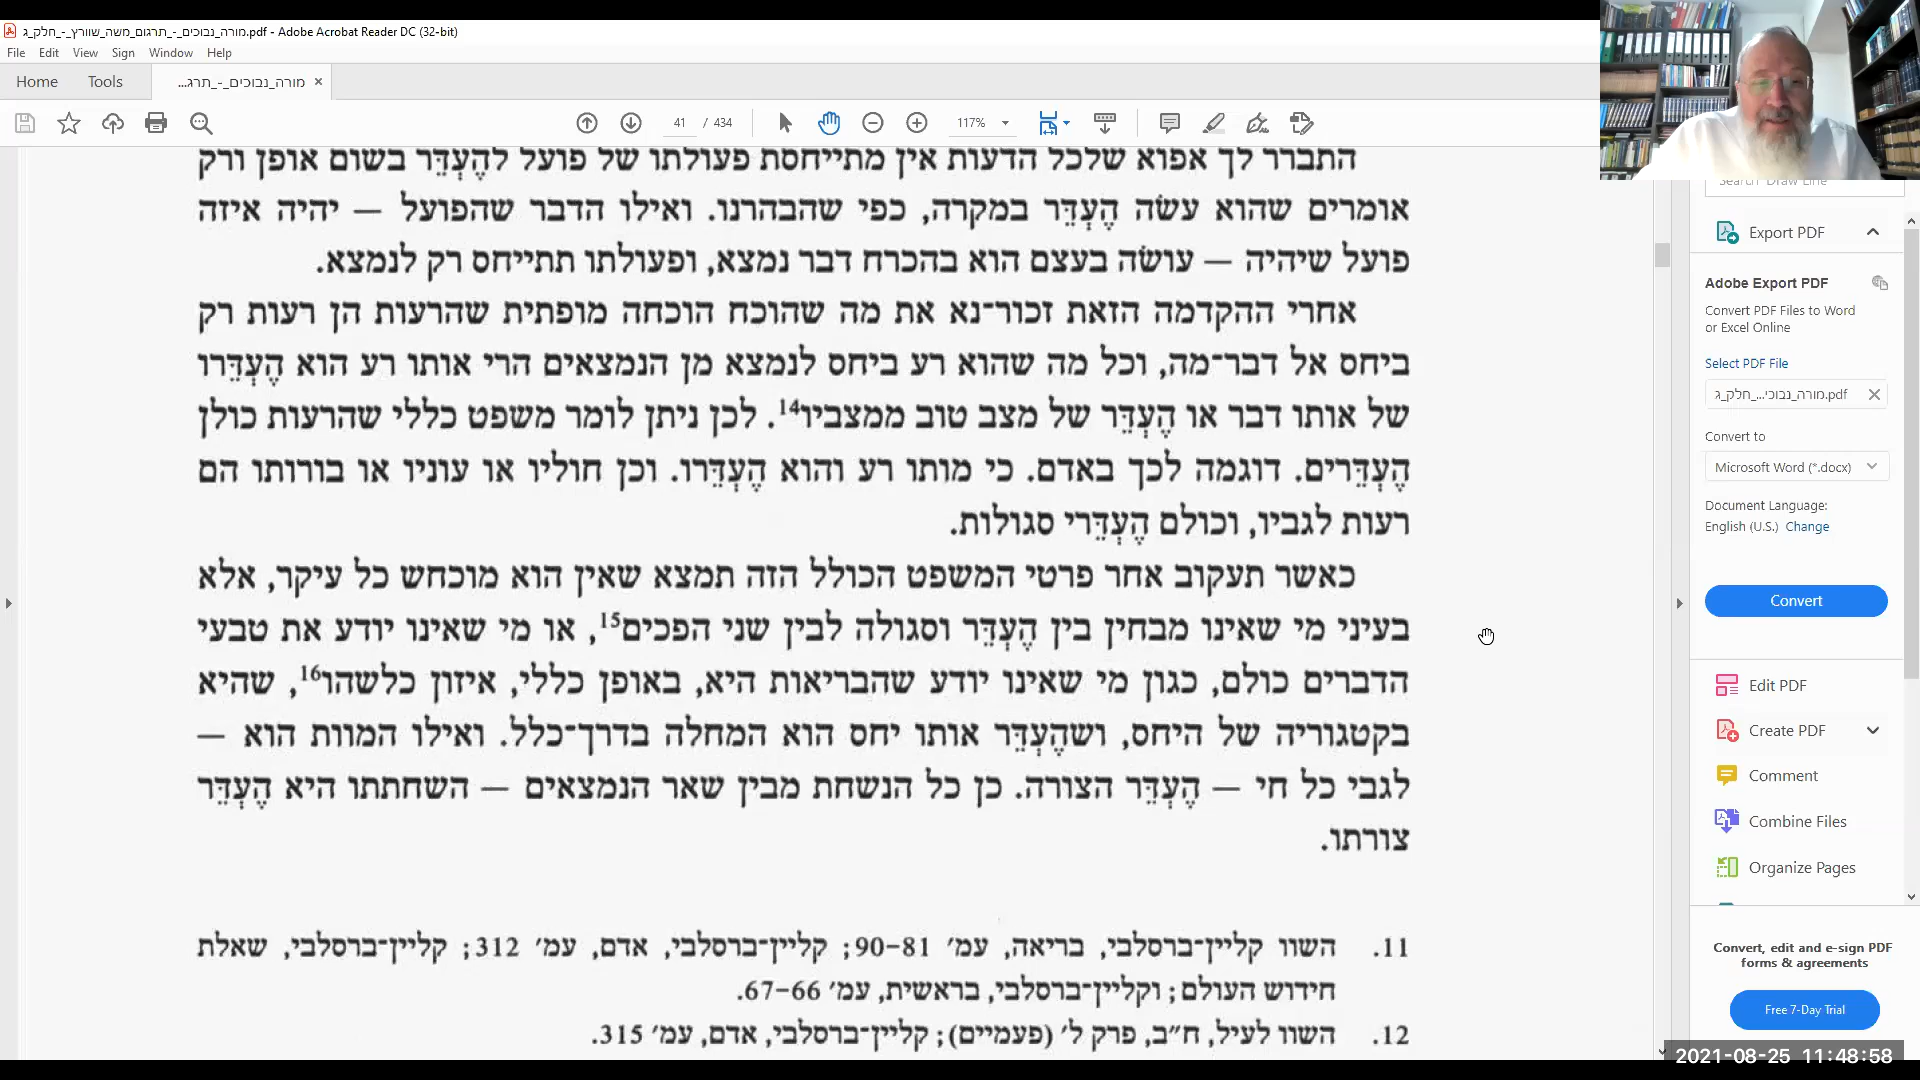 מורה_נבוכים_-_תרגום_משה_שוורץ_-_חלק_ג.pdf - Adobe Acrobat Reader DC (32-bit)
File Edit View Sign Window Help
Home Tools מורה_נבוכים_-_תרג... ×
41 / 434 117%
התברר לך אפוא שלכל הדעות אין מתייחסת פעולתו של פועל להֶעְדֵּר בשום אופן ורק
אומרים שהוא עשׂה הֶעְדֵּר במקרה, כפי שהבהרנו. ואילו הדבר שהפועל — יהיה איזה
פועל שיהיה — עושׂה בעצם הוא בהכרח דבר נמצא, ופעולתו תתייחס רק לנמצא.
אחרי ההקדמה הזאת זכור־נא את מה שהוכח הוכחה מופתית שהרעות הן רעות רק
ביחס אל דבר־מה, וכל מה שהוא רע ביחס לנמצא מן הנמצאים הרי אותו רע הוא הֶעְדֵּרו
של אותו דבר או הֶעְדֵּר של מצב טוב ממצביו14. לכן ניתן לומר משפט כללי שהרעות כולן
הֶעְדֵּרים. דוגמה לכך באדם. כי מותו רע והוא הֶעְדֵּרו. וכן חוליו או עוניו או בורותו הם
רעות לגביו, וכולם הֶעְדֵּרי סגולות.
כאשר תעקוב אחר פרטי המשפט הכולל הזה תמצא שאין הוא מוכחש כל עיקר, אלא
בעיני מי שאינו מבחין בין הֶעְדֵּר וסגולה לבין שני הפכים15, או מי שאינו יודע את טבעי
הדברים כולם, כגון מי שאינו יודע שהבריאות היא, באופן כללי, איזון כלשהו16, שהיא
בקטגוריה של היחס, ושהֶעְדֵּר אותו יחס הוא המחלה בדרך־כלל. ואילו המוות הוא —
לגבי כל חי — הֶעְדֵּר הצורה. כן כל הנשחת מבין שאר הנמצאים — השחתתו היא הֶעְדֵּר
צורתו.
11. השוו קליין־ברסלבי, בריאה, עמ׳ 81–90; קליין־ברסלבי, אדם, עמ׳ 312; קליין־ברסלבי, שאלת
חידוש העולם; וקליין־ברסלבי, בראשית, עמ׳ 66–67.
12. השוו לעיל, ח״ב, פרק ל׳ (פעמיים); קליין־ברסלבי, אדם, עמ׳ 315.
Search 'Draw Line'
Export PDF
Adobe Export PDF
Convert PDF Files to Word
or Excel Online
Select PDF File
מורה_נבוכי..._חלק_ג.pdf
Convert to
Microsoft Word (*.docx)
Document Language:
English (U.S.) Change
Convert
Edit PDF
Create PDF
Comment
Combine Files
Organize Pages
Convert, edit and e-sign PDF
forms & agreements
Free 7-Day Trial
2021-08-25 11:48:58